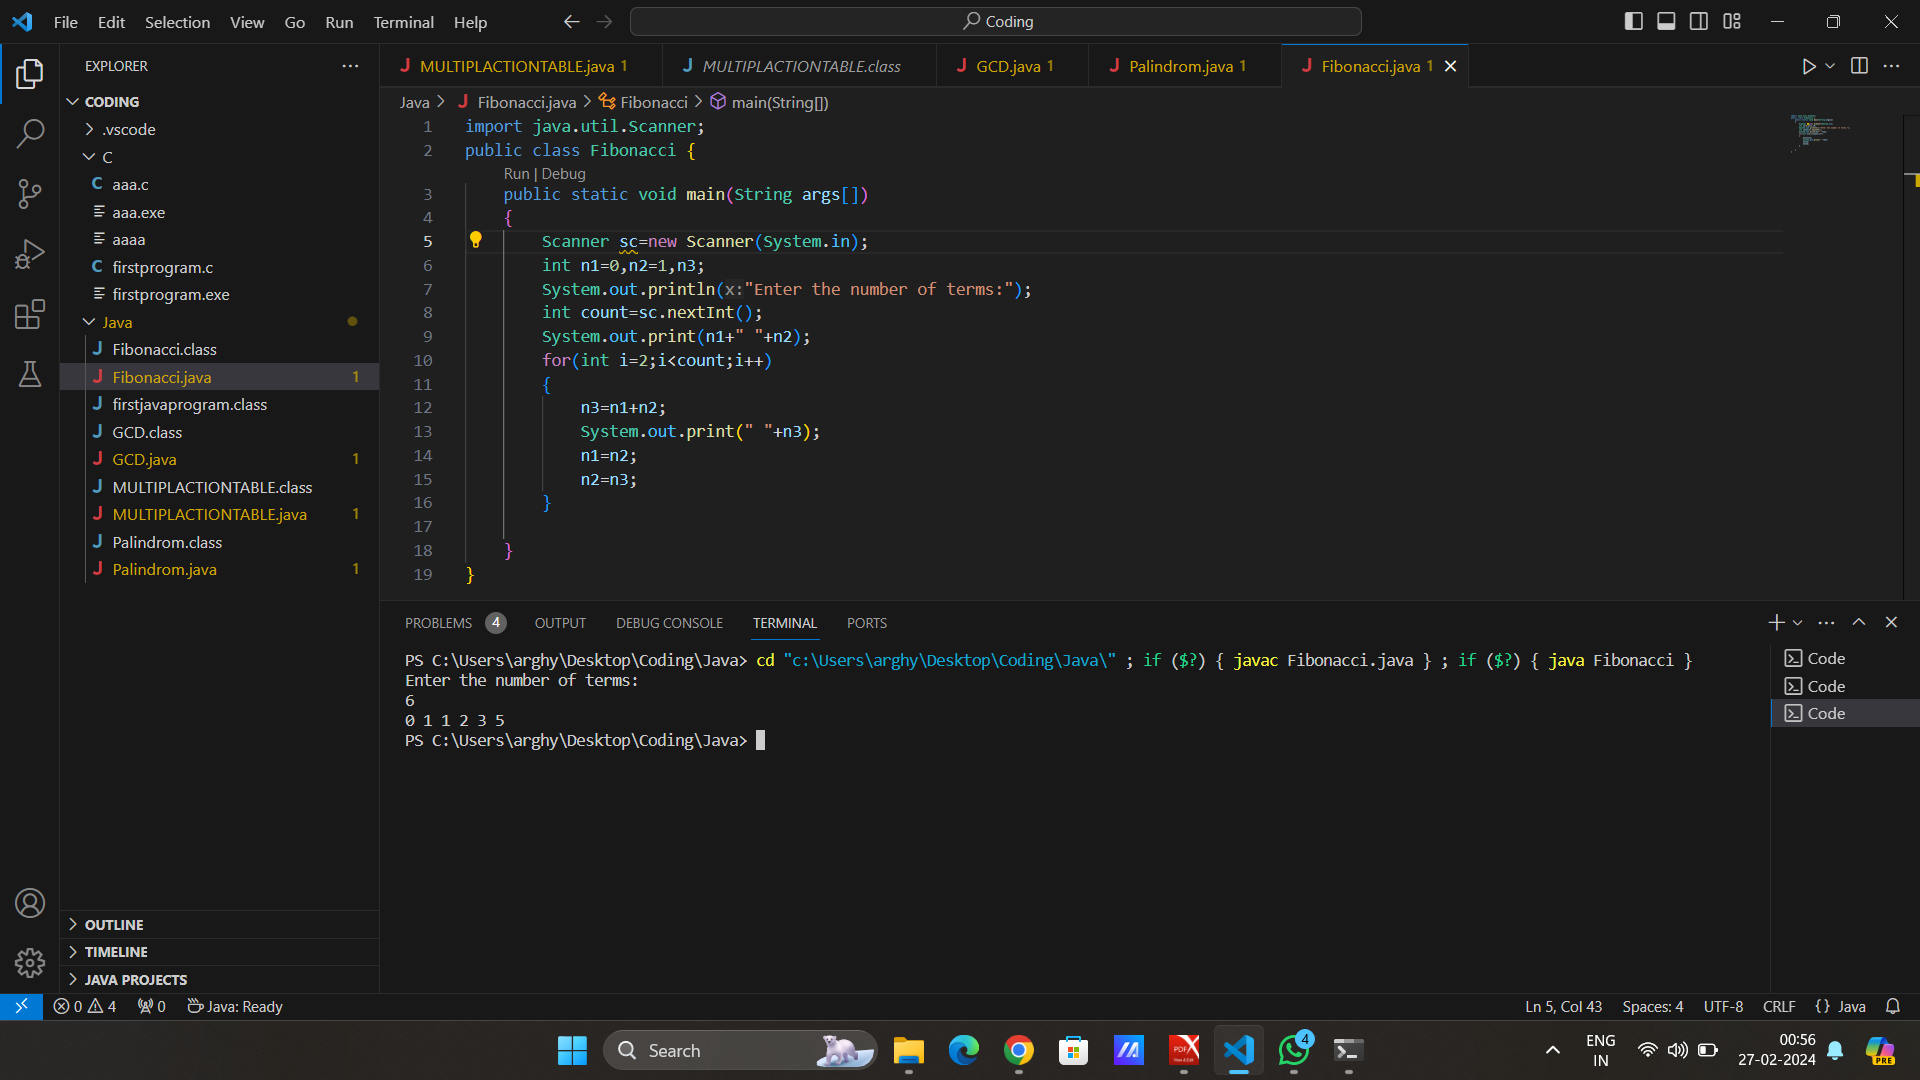 File Edit Selection View Go Run Terminal Help
Coding
EXPLORER
CODING
.vscode
C
C aaa.c
aaa.exe
aaaa
C firstprogram.c
firstprogram.exe
Java
J Fibonacci.class
J Fibonacci.java 1
J firstjavaprogram.class
J GCD.class
J GCD.java 1
J MULTIPLACTIONTABLE.class
J MULTIPLACTIONTABLE.java 1
J Palindrom.class
J Palindrom.java 1
OUTLINE
TIMELINE
JAVA PROJECTS
J MULTIPLACTIONTABLE.java 1 J MULTIPLACTIONTABLE.class J GCD.java 1 J Palindrom.java 1 J Fibonacci.java 1
Java > J Fibonacci.java > Fibonacci > main(String[])
1 import java.util.Scanner;
2 public class Fibonacci {
Run | Debug
3 public static void main(String args[])
4 {
5 Scanner sc=new Scanner(System.in);
6 int n1=0,n2=1,n3;
7 System.out.println(x:"Enter the number of terms:");
8 int count=sc.nextInt();
9 System.out.print(n1+" "+n2);
10 for(int i=2;i<count;i++)
11 {
12 n3=n1+n2;
13 System.out.print(" "+n3);
14 n1=n2;
15 n2=n3;
16 }
17
18 }
19 }
PROBLEMS 4 OUTPUT DEBUG CONSOLE TERMINAL PORTS
PS C:\Users\arghy\Desktop\Coding\Java> cd "c:\Users\arghy\Desktop\Coding\Java\" ; if ($?) { javac Fibonacci.java } ; if ($?) { java Fibonacci }
Enter the number of terms:
6
0 1 1 2 3 5
PS C:\Users\arghy\Desktop\Coding\Java>
Code
Code
Code
0 4 0 Java: Ready Ln 5, Col 43 Spaces: 4 UTF-8 CRLF {} Java
Search
PDF
4
ENG
IN
00:56
27-02-2024
PRE